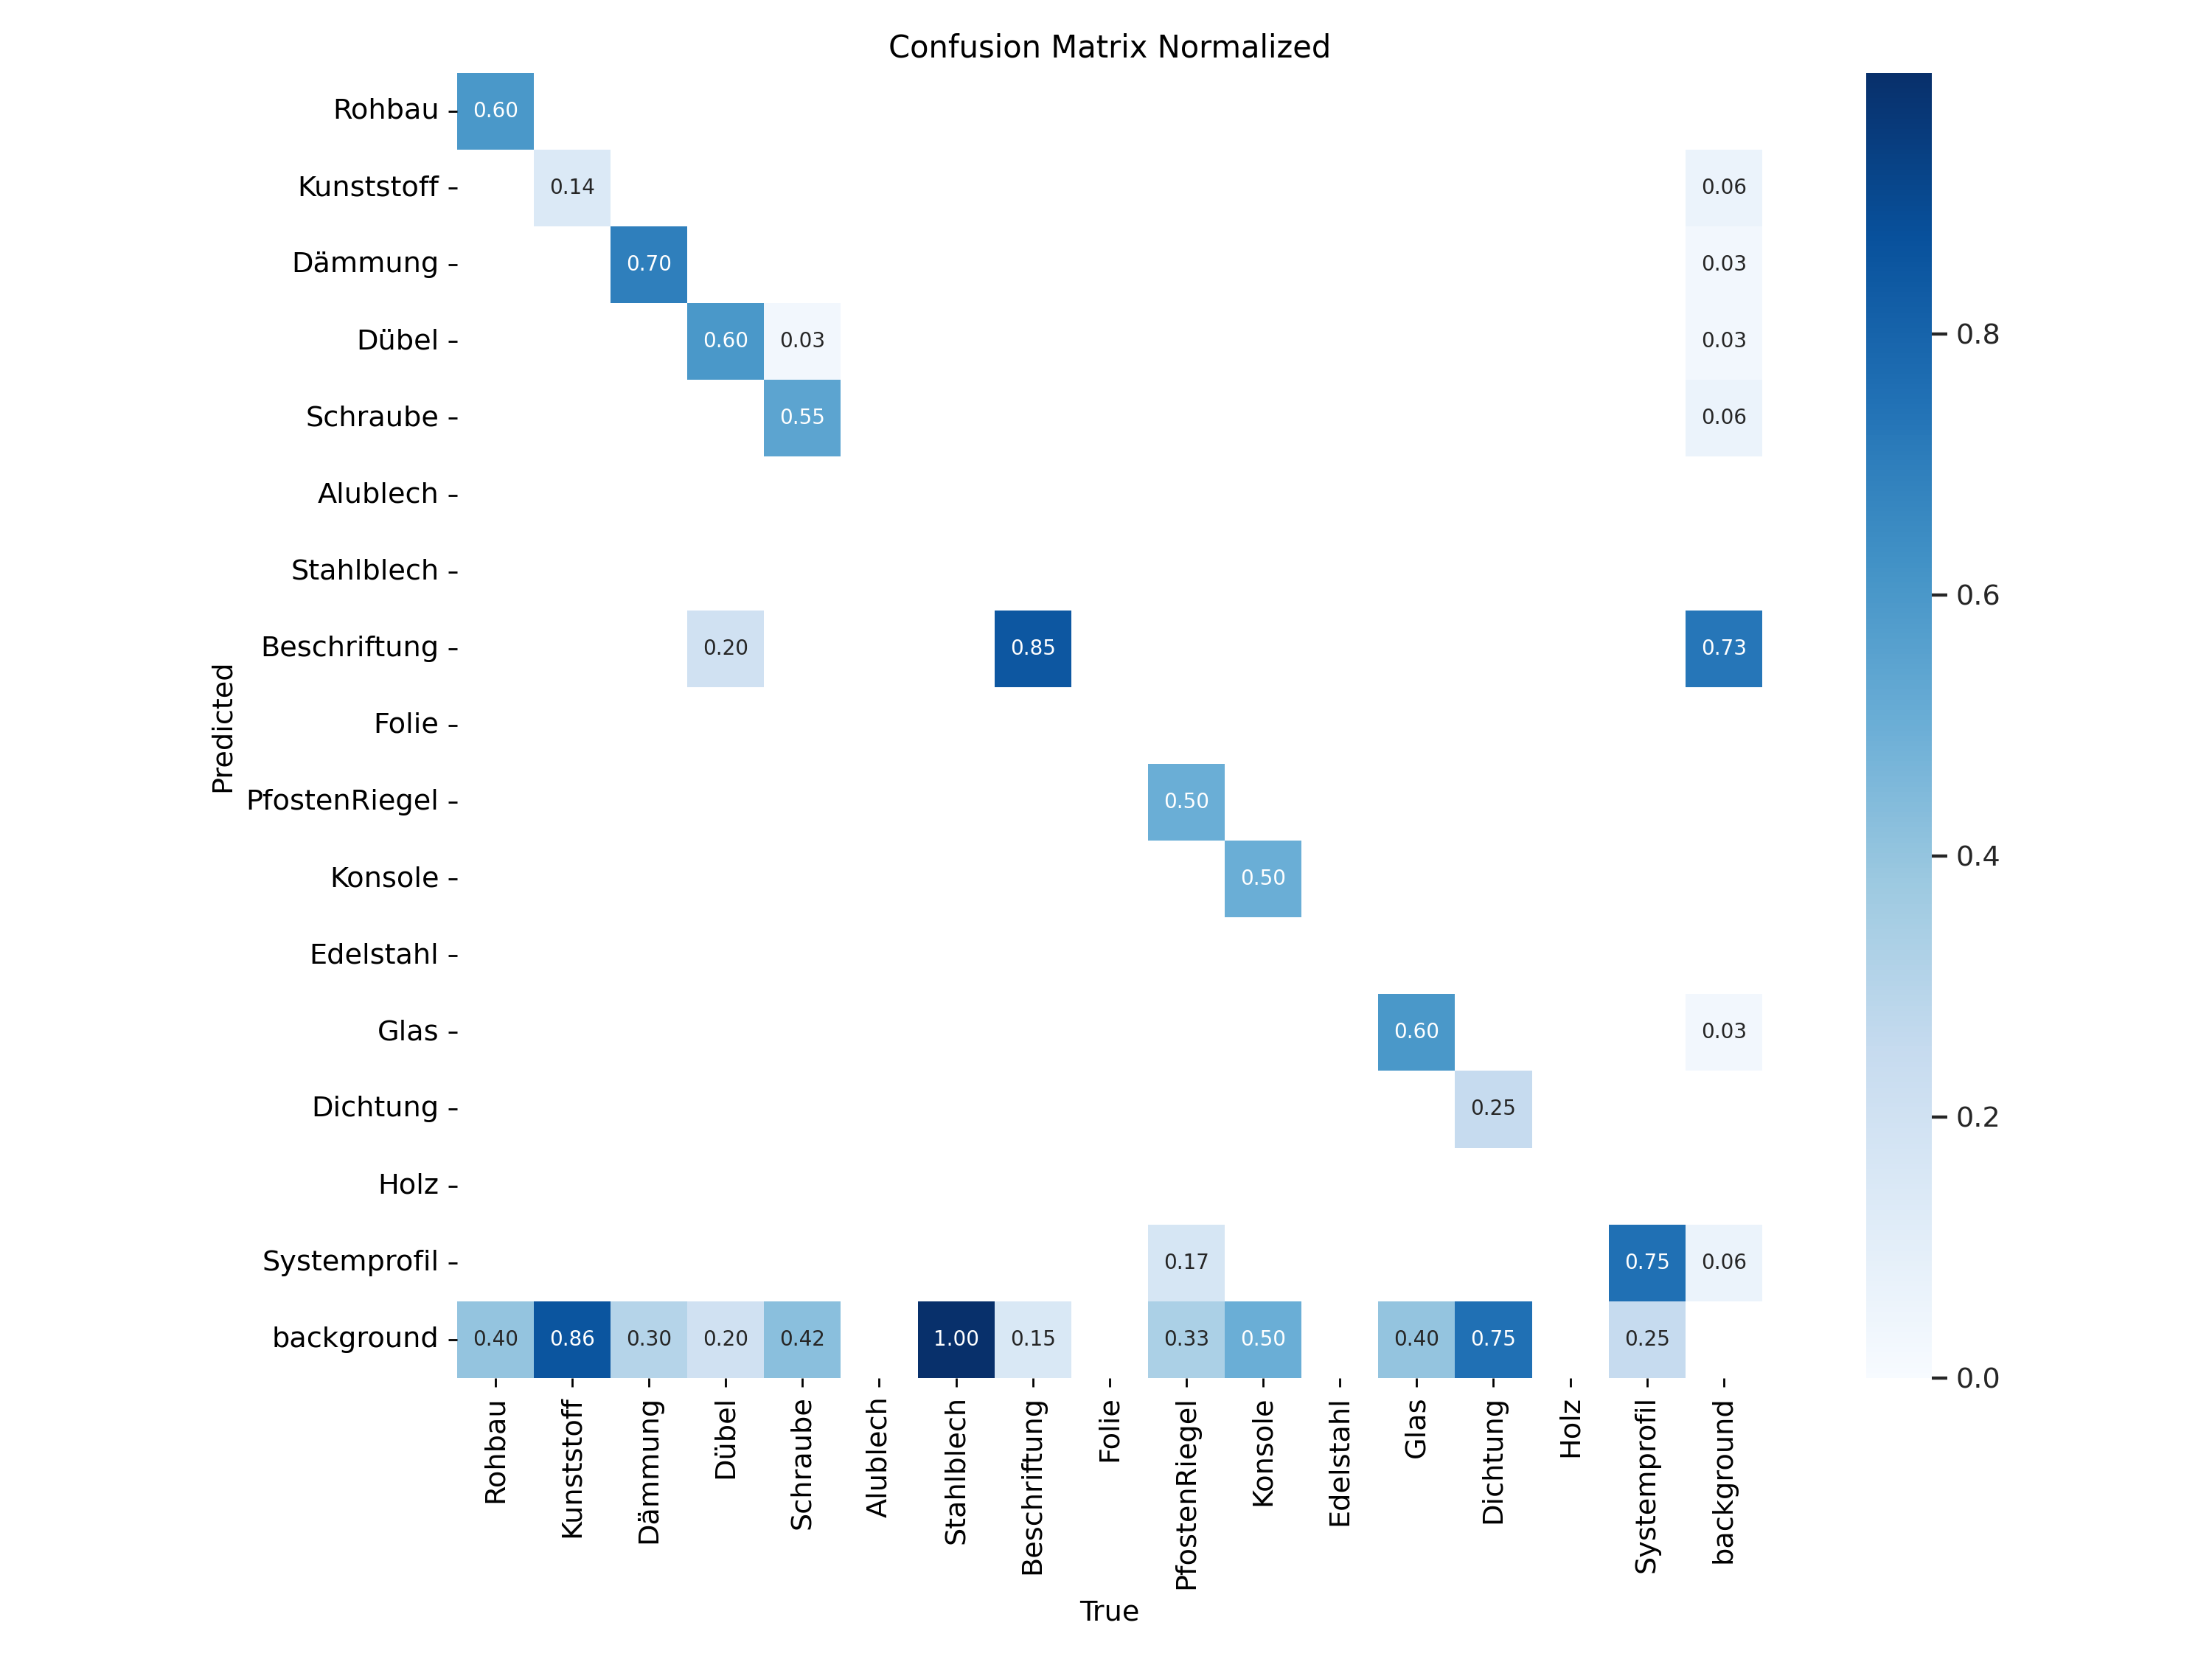 Confusion Matrix Normalized
Rohbau 0.60
Kunststoff 0.14 0.06
Dämmung 0.70 0.03
Dübel 0.60 0.03 0.03
Schraube 0.55 0.06
Alublech
Stahlblech
Beschriftung 0.20 0.85 0.73
Folie
PfostenRiegel 0.50
Konsole 0.50
Edelstahl
Glas 0.60 0.03
Dichtung 0.25
Holz
Systemprofil 0.17 0.75 0.06
background 0.40 0.86 0.30 0.20 0.42 1.00 0.15 0.33 0.50 0.40 0.75 0.25
Predicted
Rohbau
Kunststoff
Dämmung
Dübel
Schraube
Alublech
Stahlblech
Beschriftung
Folie
PfostenRiegel
Konsole
Edelstahl
Glas
Dichtung
Holz
Systemprofil
background
True
0.8
0.6
0.4
0.2
0.0